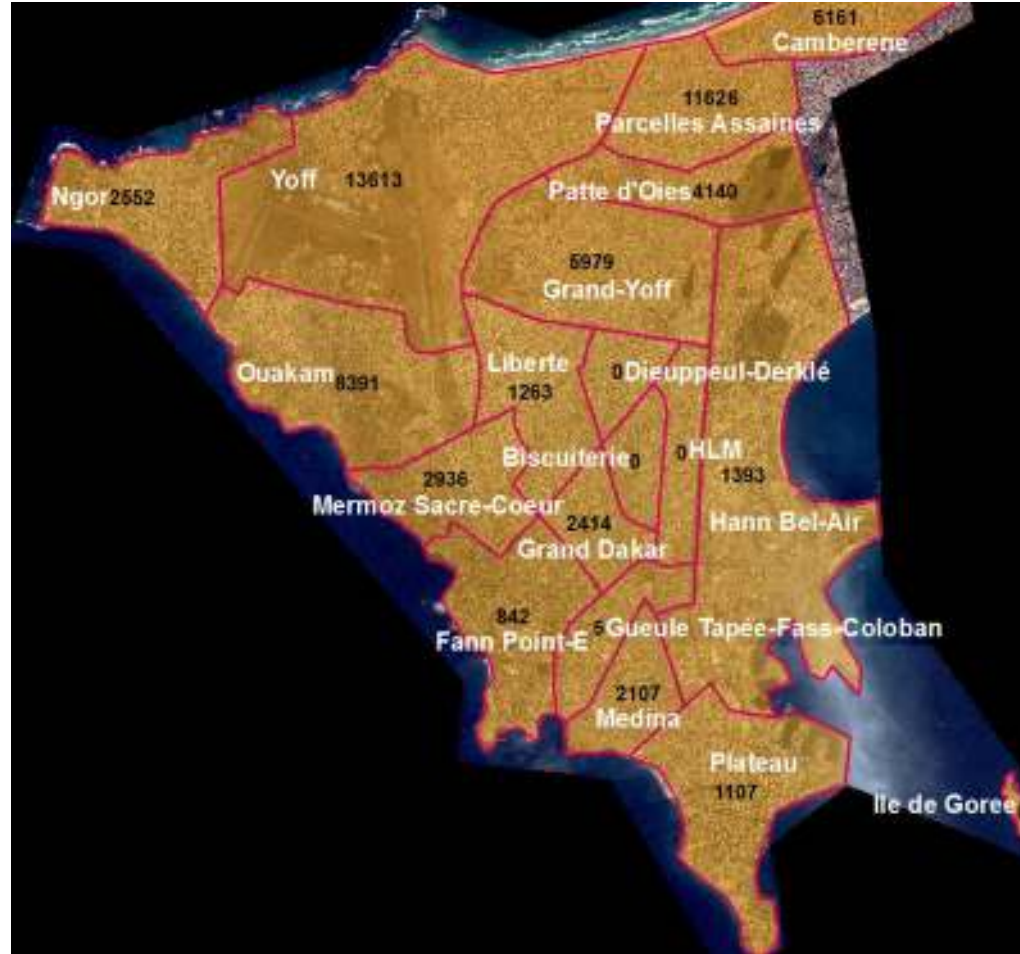 6161
Camberene
11626
Parcelles Assaines
Yoff 13613
Ngor 2552
Patte d'Oies 4140
5979
Grand-Yoff
Liberte
1263
0 Dieuppeul-Derklé
Ouakam 8391
Biscuiterie 0
0 HLM
1393
2936
Mermoz Sacre-Coeur
2414
Grand Dakar
Hann Bel-Air
842
Fann Point-E
Gueule Tapée-Fass-Coloban
2107
Medina
Plateau
1107
île de Goree